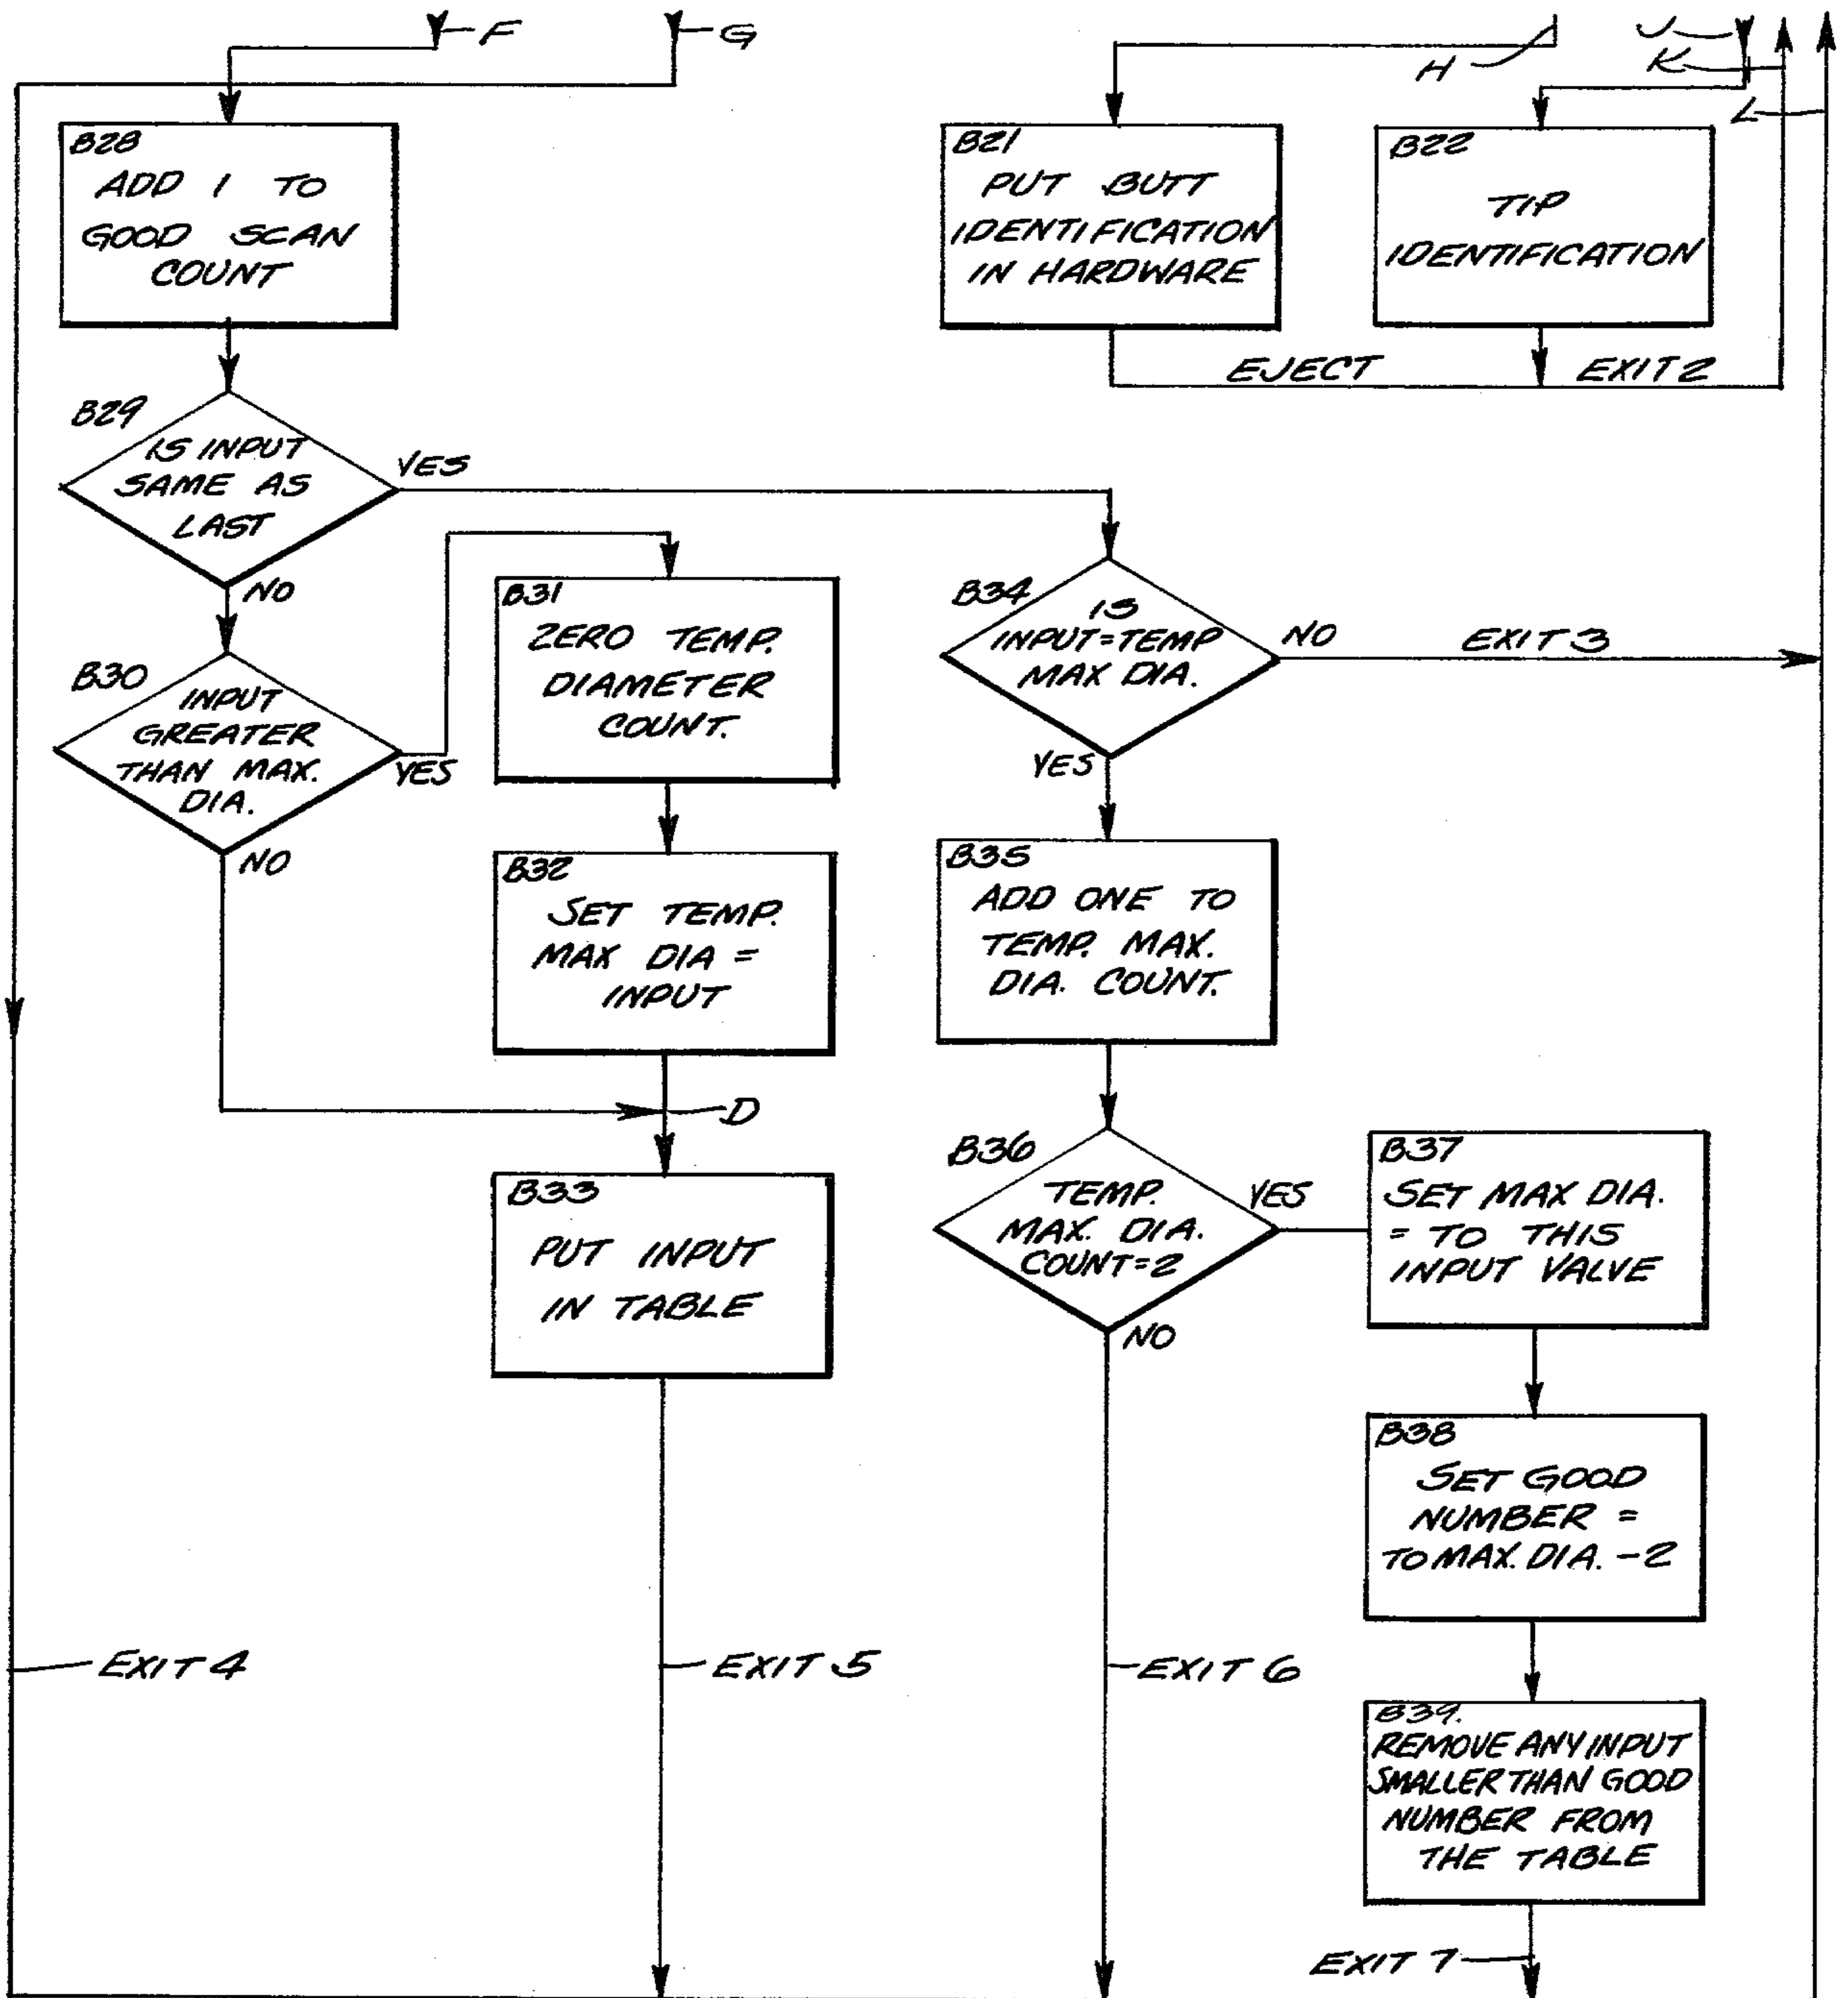 F
G
H
J
K
L
B28
ADD 1 TO
GOOD SCAN
COUNT
B21
PUT BUTT
IDENTIFICATION
IN HARDWARE
B22
TIP
IDENTIFICATION
EJECT
EXIT 2
B29
IS INPUT
SAME AS
LAST
YES
NO
B30
INPUT
GREATER
THAN MAX.
DIA.
YES
NO
B31
ZERO TEMP.
DIAMETER
COUNT.
B32
SET TEMP.
MAX DIA =
INPUT
D
B33
PUT INPUT
IN TABLE
B34
IS
INPUT=TEMP
MAX DIA.
NO
EXIT 3
YES
B35
ADD ONE TO
TEMP. MAX.
DIA. COUNT.
B36
TEMP.
MAX. DIA.
COUNT=2
YES
NO
B37
SET MAX DIA.
= TO THIS
INPUT VALVE
B38
SET GOOD
NUMBER =
TO MAX. DIA. -2
B39.
REMOVE ANY INPUT
SMALLER THAN GOOD
NUMBER FROM
THE TABLE
EXIT 4
EXIT 5
EXIT 6
EXIT 7